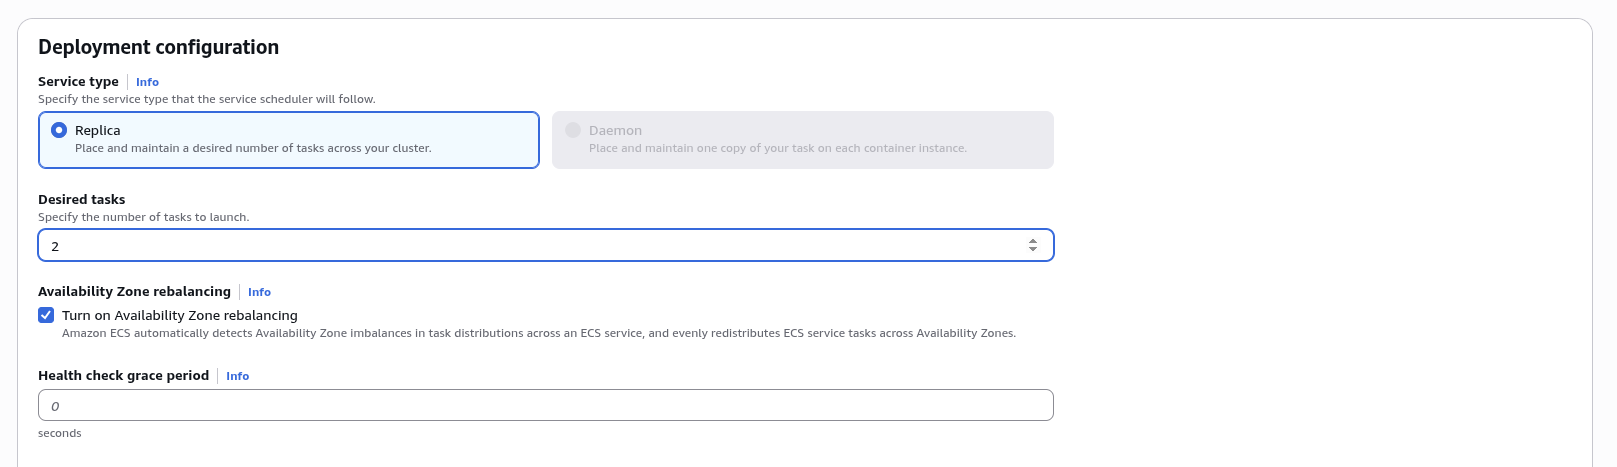 Deployment configuration
Service type Info
Specify the service type that the service scheduler will follow.
Replica
Place and maintain a desired number of tasks across your cluster.
Daemon
Place and maintain one copy of your task on each container instance.
Desired tasks
Specify the number of tasks to launch.
2
Availability Zone rebalancing Info
Turn on Availability Zone rebalancing
Amazon ECS automatically detects Availability Zone imbalances in task distributions across an ECS service, and evenly redistributes ECS service tasks across Availability Zones.
Health check grace period Info
0
seconds